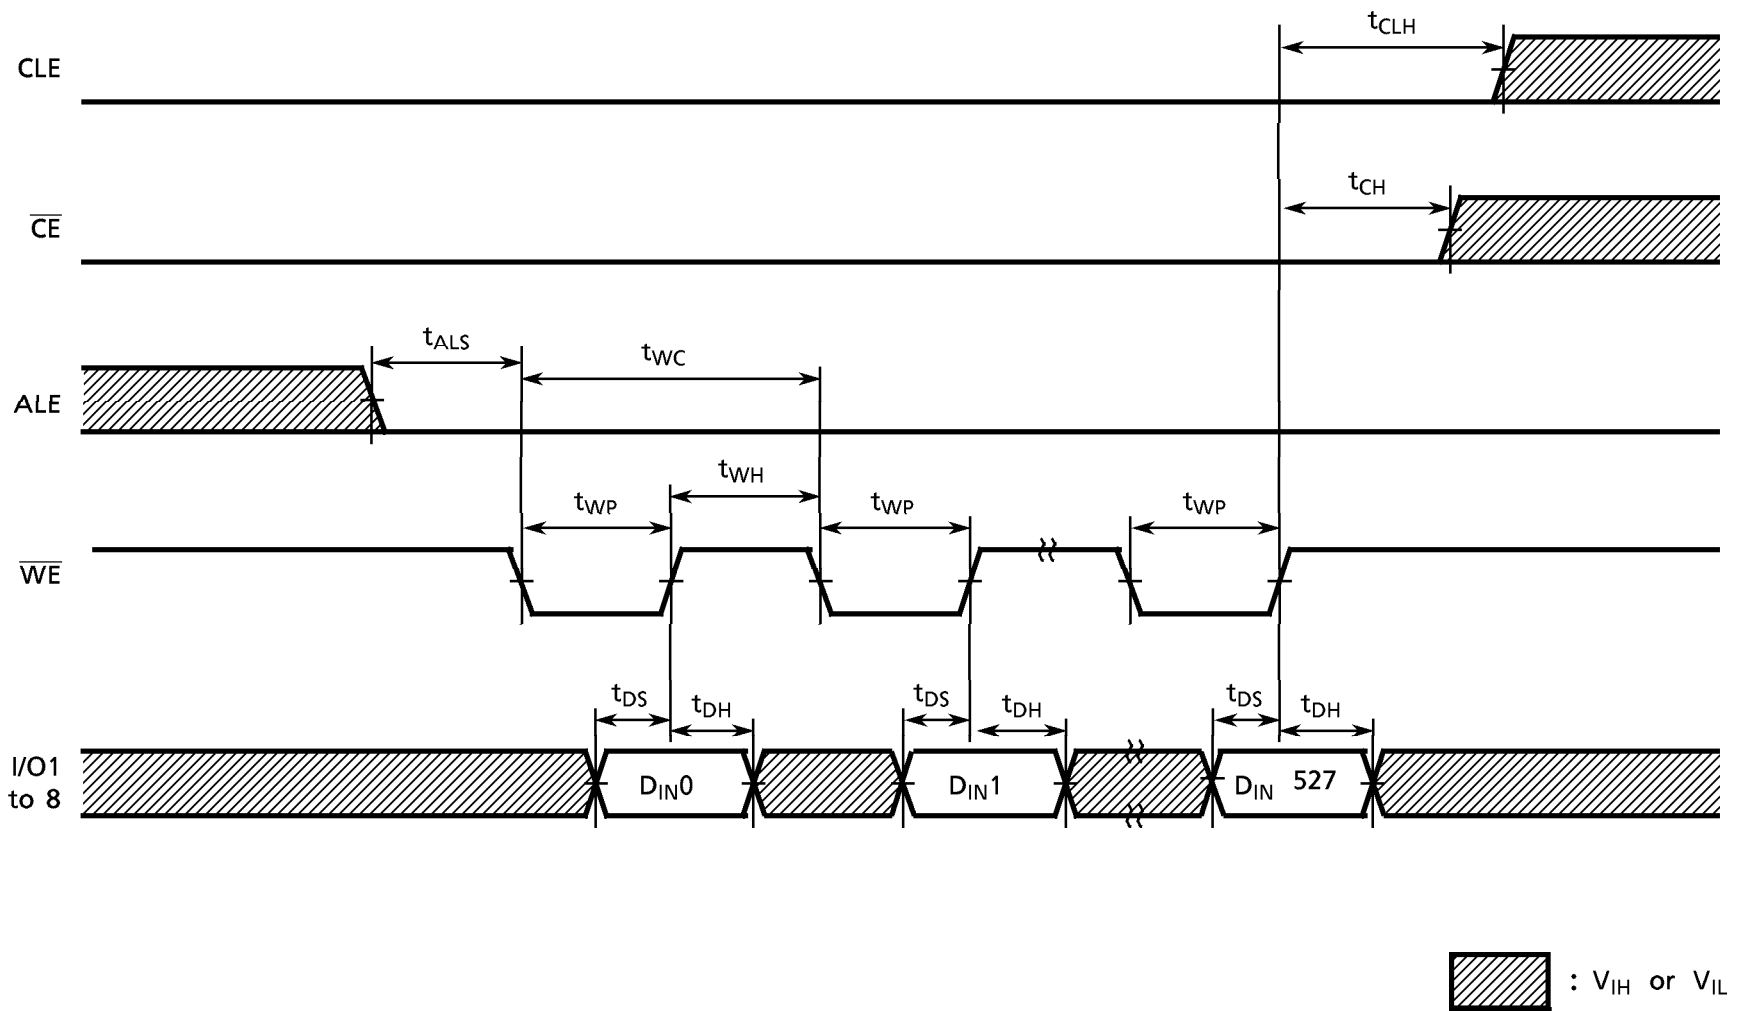 tCLH
CLE
tCH
CE
tALS
tWC
ALE
tWH
tWP
tWP
tWP
WE
tDS
tDH
tDS
tDH
tDS
tDH
I/O1
to 8
DIN0
DIN1
DIN 527
: VIH or VIL